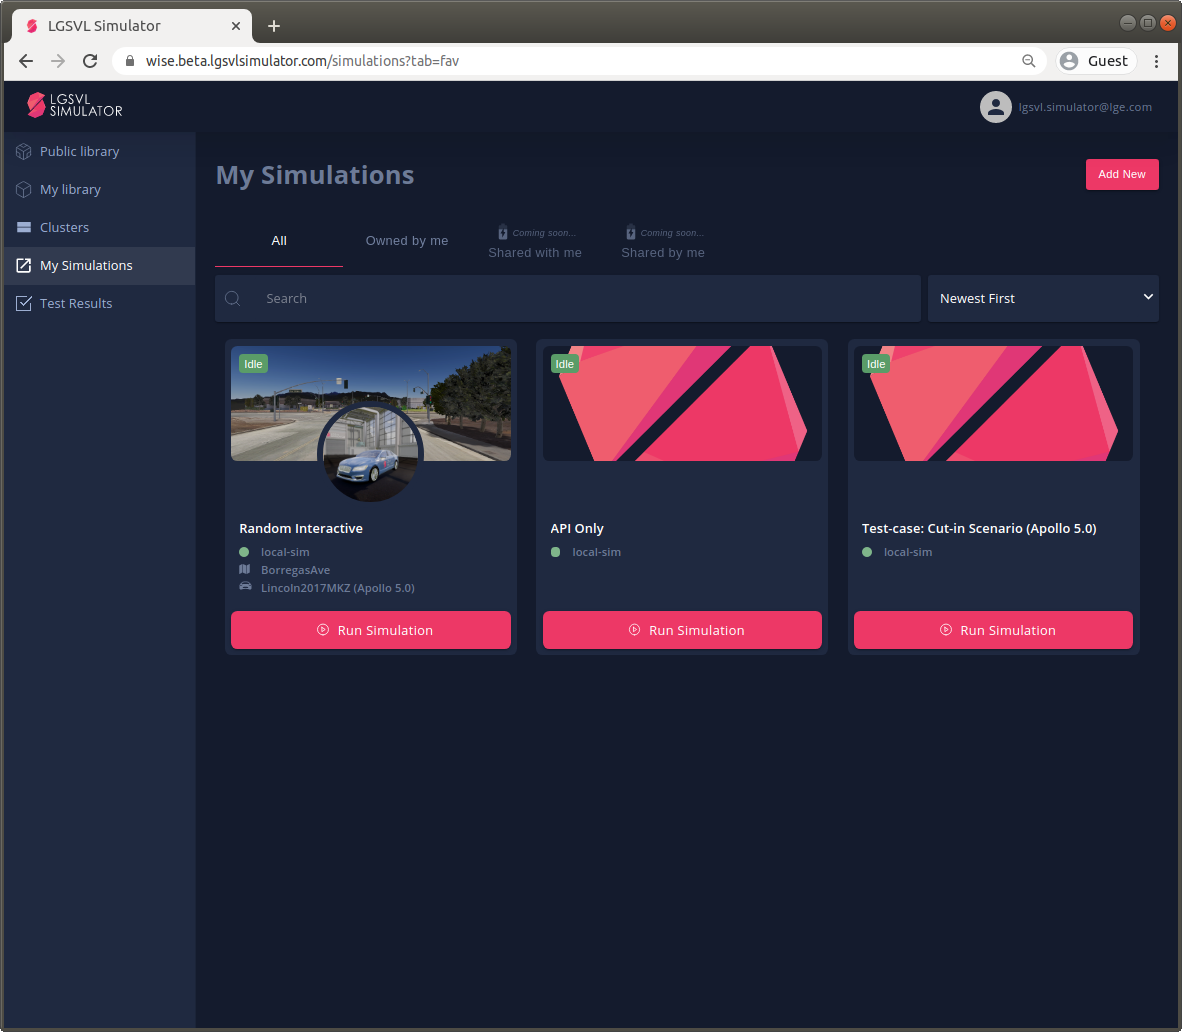 LGSVL Simulator
wise.beta.lgsvlsimulator.com/simulations?tab=fav
Guest
LGSVL
SIMULATOR
lgsvl.simulator@lge.com
Public library
My library
Clusters
My Simulations
Test Results
My Simulations
Add New
All
Owned by me
Coming soon...
Shared with me
Coming soon...
Shared by me
Search
Newest First
Idle
Random Interactive
local-sim
BorregasAve
Lincoln2017MKZ (Apollo 5.0)
Run Simulation
Idle
API Only
local-sim
Run Simulation
Idle
Test-case: Cut-in Scenario (Apollo 5.0)
local-sim
Run Simulation